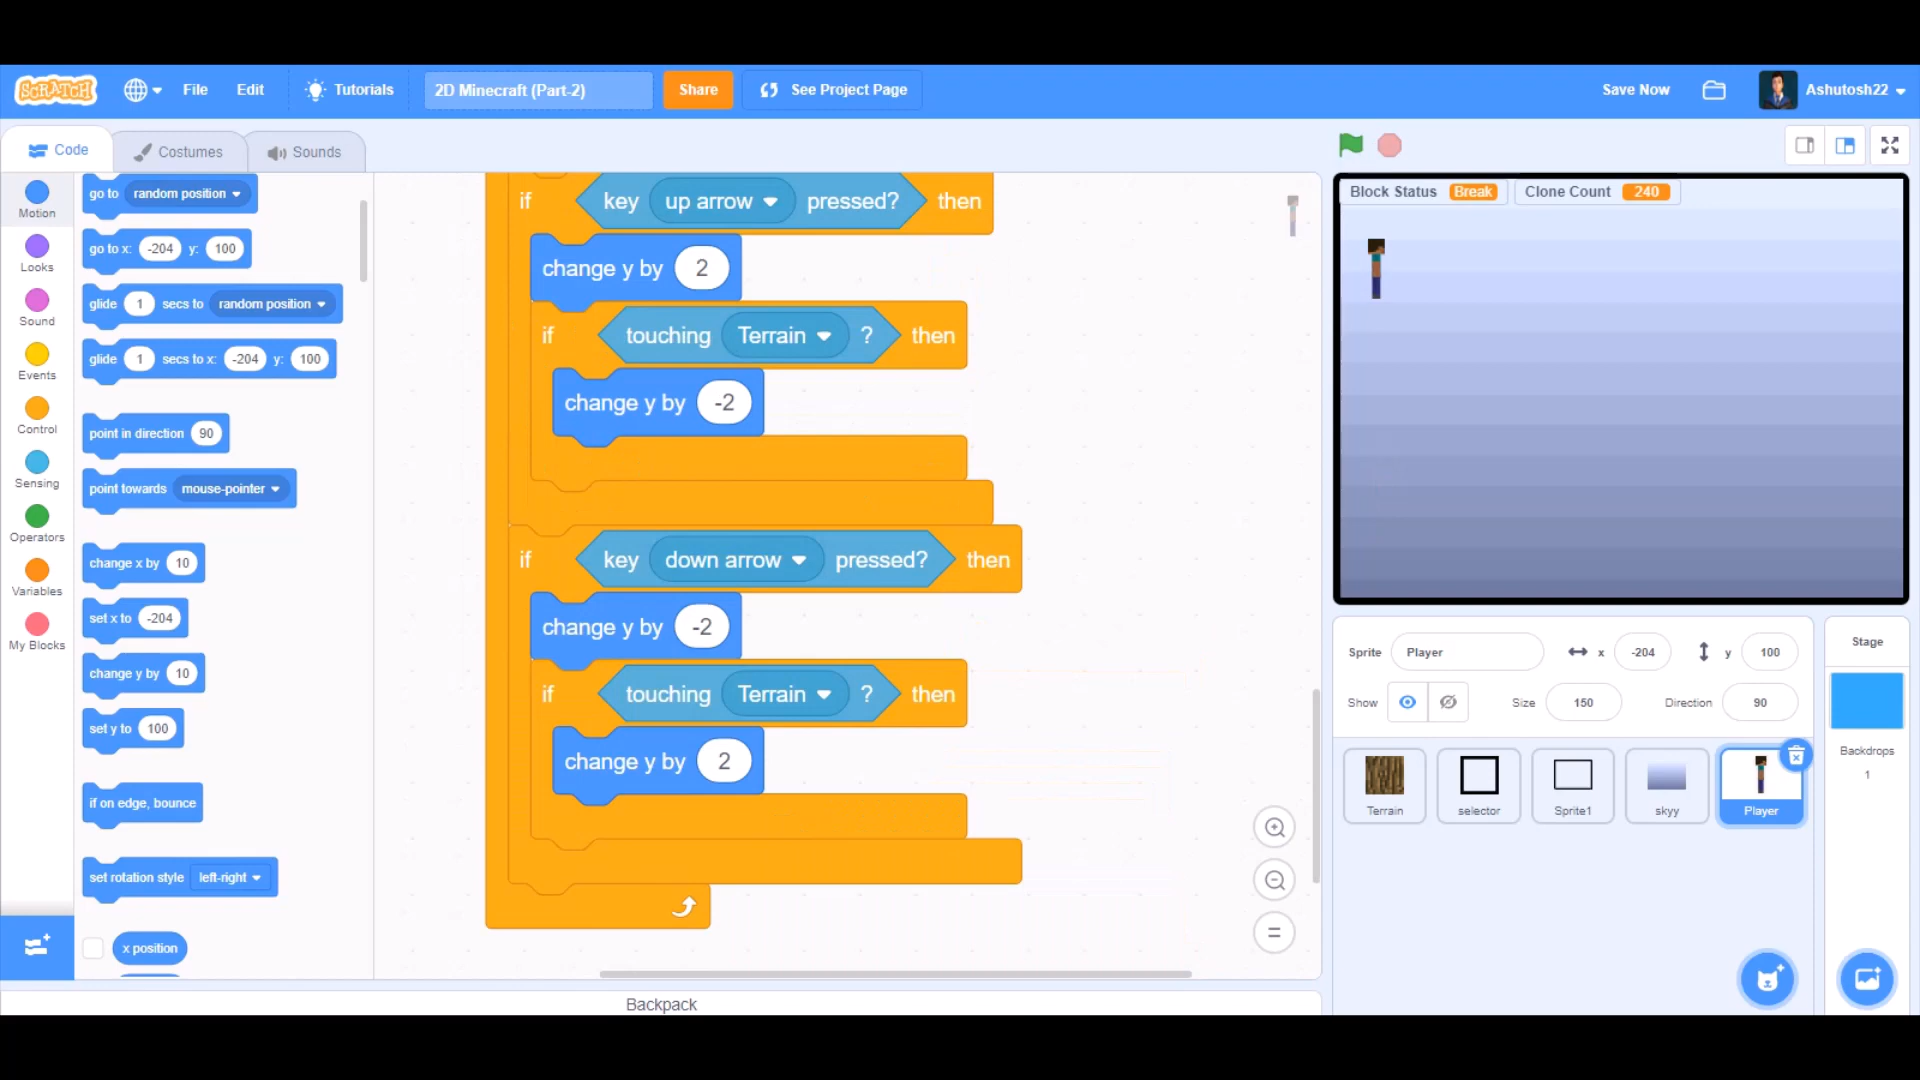 SCRATCH File Edit Tutorials 2D Minecraft (Part-2) Share See Project Page Save Now Ashutosh22
Code Costumes Sounds
Motion
Looks
Sound
Events
Control
Sensing
Operators
Variables
My Blocks
go to random position
go to x: -204 y: 100
glide 1 secs to random position
glide 1 secs to x: -204 y: 100
point in direction 90
point towards mouse-pointer
change x by 10
set x to -204
change y by 10
set y to 100
if on edge, bounce
set rotation style left-right
x position
if key up arrow pressed? then
change y by 2
if touching Terrain ? then
change y by -2
if key down arrow pressed? then
change y by -2
if touching Terrain ? then
change y by 2
=
Backpack
Block Status Break Clone Count 240
Sprite Player x -204 y 100
Show Size 150 Direction 90
Terrain selector Sprite1 skyy Player
Stage
Backdrops
1